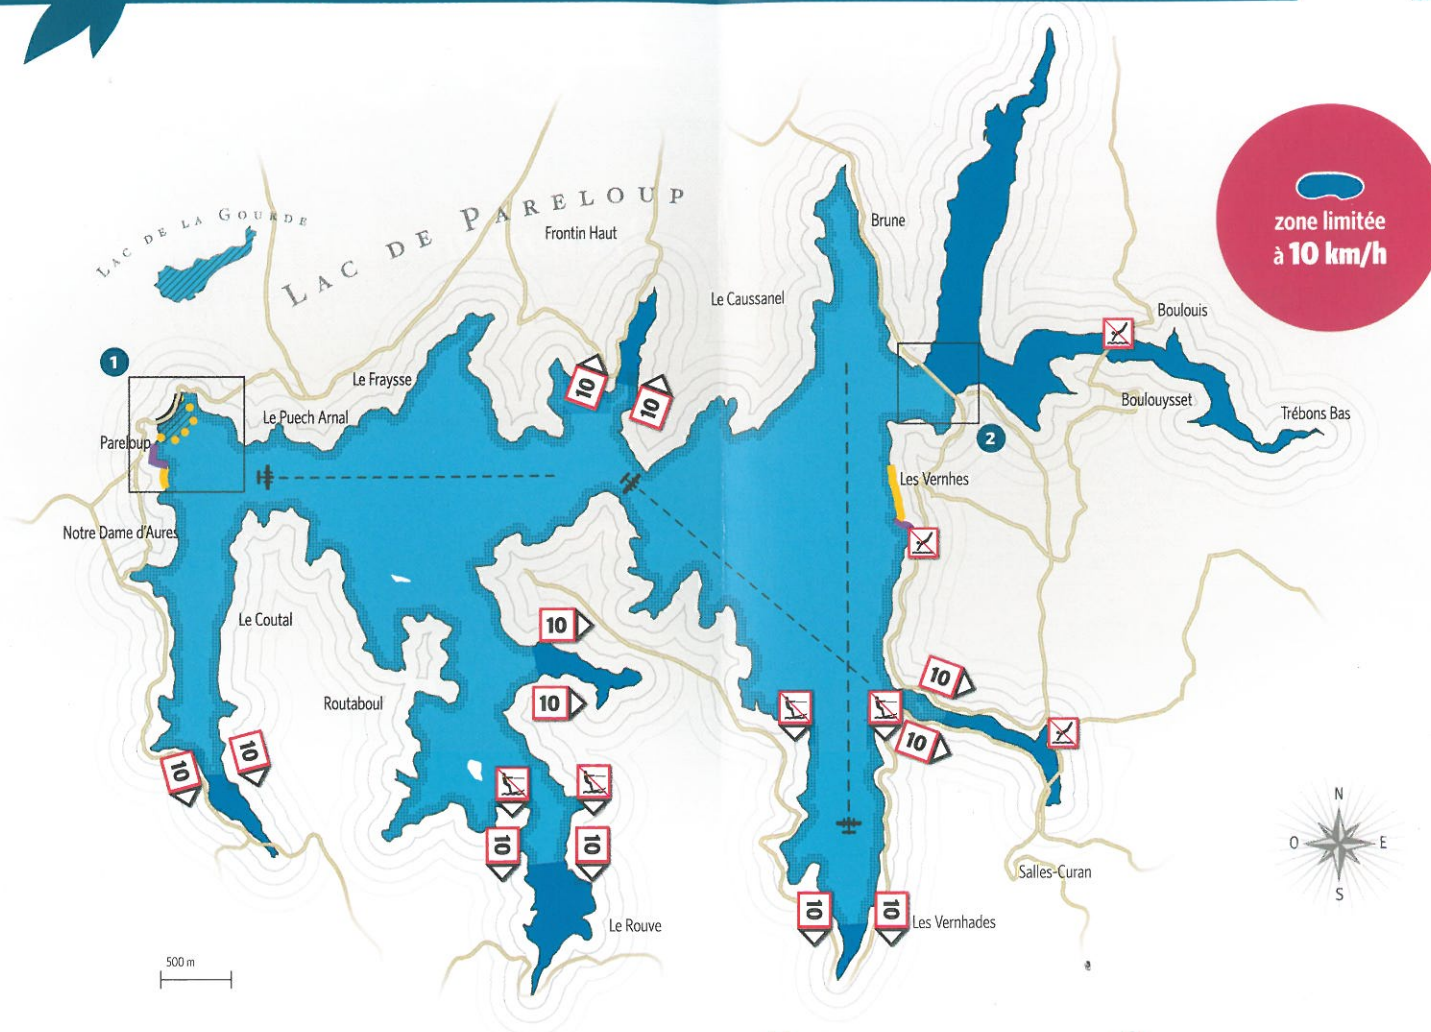 LAC DE LA GOURDE
LAC DE PARELOUP
Frontin Haut
Brune
Le Caussanel
zone limitée
à 10 km/h
Boulouis
Boulouysset
Trébons Bas
1
Le Fraysse
Le Puech Arnal
Pareloup
10
10
2
Les Vernhes
Notre Dame d'Aures
Le Coutal
10
10
Routaboul
10
10
10
10
10
10
Salles-Curan
10
10
Le Rouve
Les Vernhades
N
O
E
S
500 m